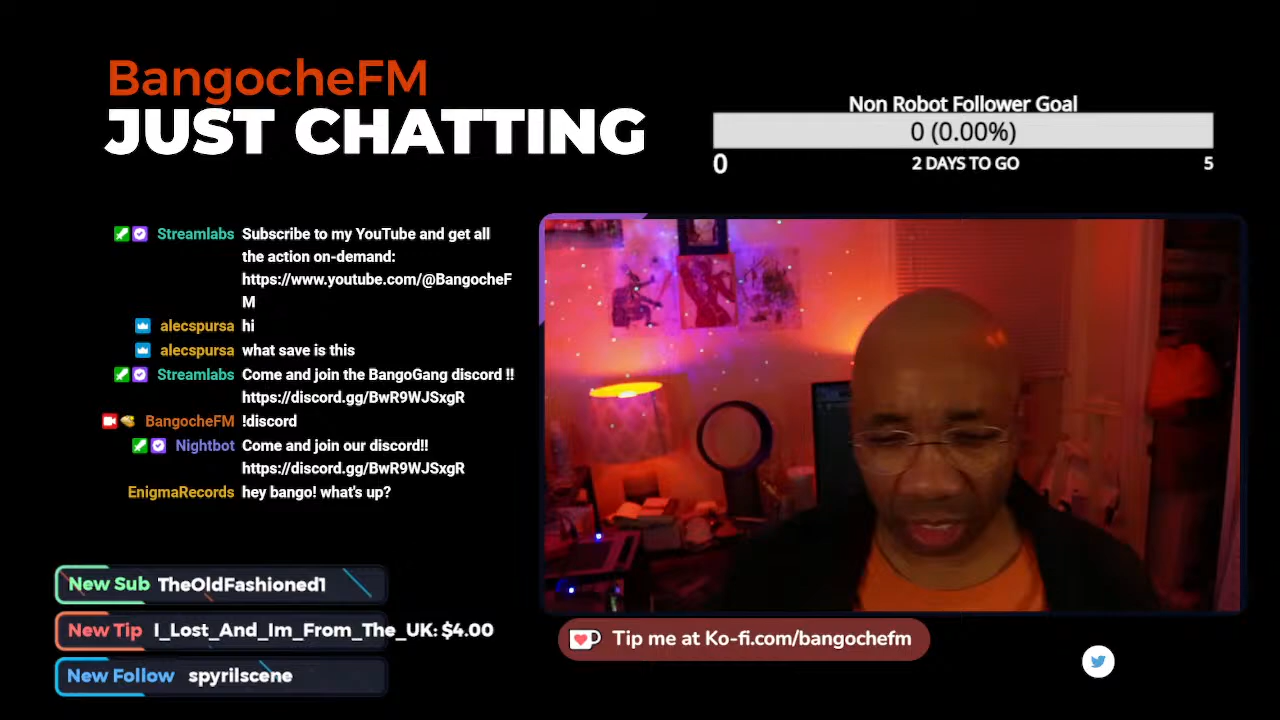 BangocheFM
JUST CHATTING
Non Robot Follower Goal
0 (0.00%)
0
2 DAYS TO GO
5
Streamlabs Subscribe to my YouTube and get all
the action on-demand:
https://www.youtube.com/@BangocheF
M
alecspursa hi
alecspursa what save is this
Streamlabs Come and join the BangoGang discord !!
https://discord.gg/BwR9WJSxgR
BangocheFM !discord
Nightbot Come and join our discord!!
https://discord.gg/BwR9WJSxgR
EnigmaRecords hey bango! what's up?
New Sub TheOldFashioned1
New Tip I_Lost_And_Im_From_The_UK: $4.00
New Follow spyrilscene
Tip me at Ko-fi.com/bangochefm